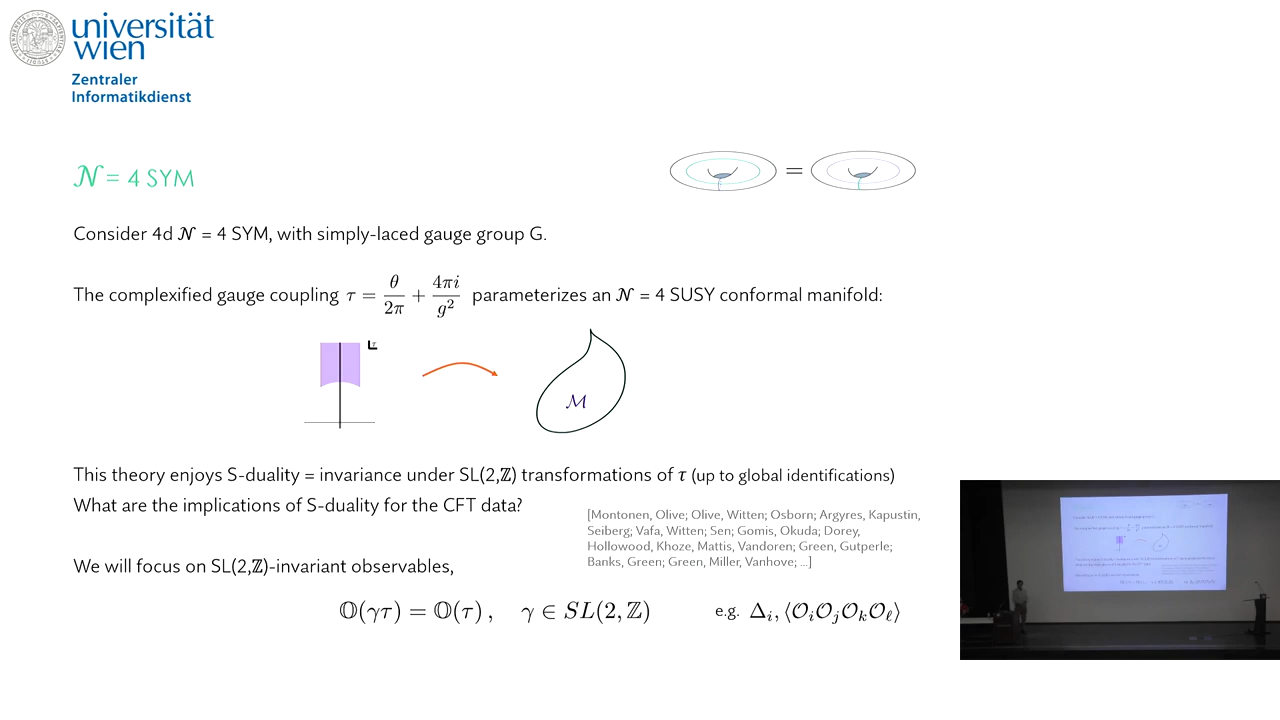 universität
wien
Zentraler
Informatikdienst
𝒩 = 4 SYM
=
Consider 4d 𝒩 = 4 SYM, with simply-laced gauge group G.
The complexified gauge coupling τ = θ/2π + 4πi/g² parameterizes an 𝒩 = 4 SUSY conformal manifold:
τ
ℳ
This theory enjoys S-duality = invariance under SL(2,ℤ) transformations of τ (up to global identifications)
What are the implications of S-duality for the CFT data?
[Montonen, Olive; Olive, Witten; Osborn; Argyres, Kapustin,
Seiberg; Vafa, Witten; Sen; Gomis, Okuda; Dorey,
Hollowood, Khoze, Mattis, Vandoren; Green, Gutperle;
Banks, Green; Green, Miller, Vanhove; ...]
We will focus on SL(2,ℤ)-invariant observables,
𝕆(γτ) = 𝕆(τ) , γ ∈ SL(2, ℤ) e.g. Δᵢ, ⟨𝒪ᵢ𝒪ⱼ𝒪ₖ𝒪_ℓ⟩